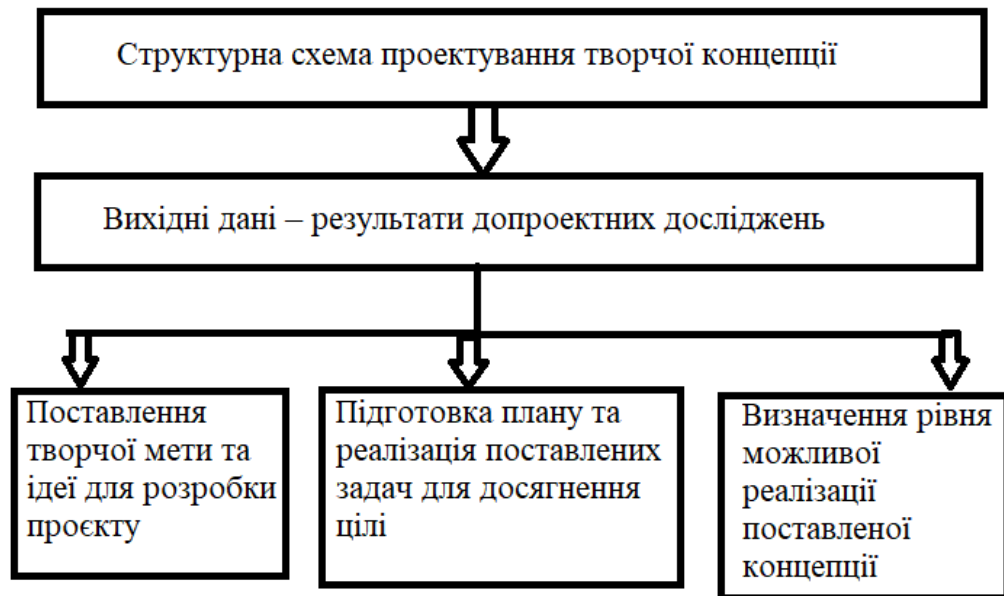 Структурна схема проектування творчої концепції
Вихідні дані – результати допроектних досліджень
Поставлення
творчої мети та
ідеї для розробки
проєкту
Підготовка плану та
реалізація поставлених
задач для досягнення
цілі
Визначення рівня
можливої
реалізації
поставленої
концепції